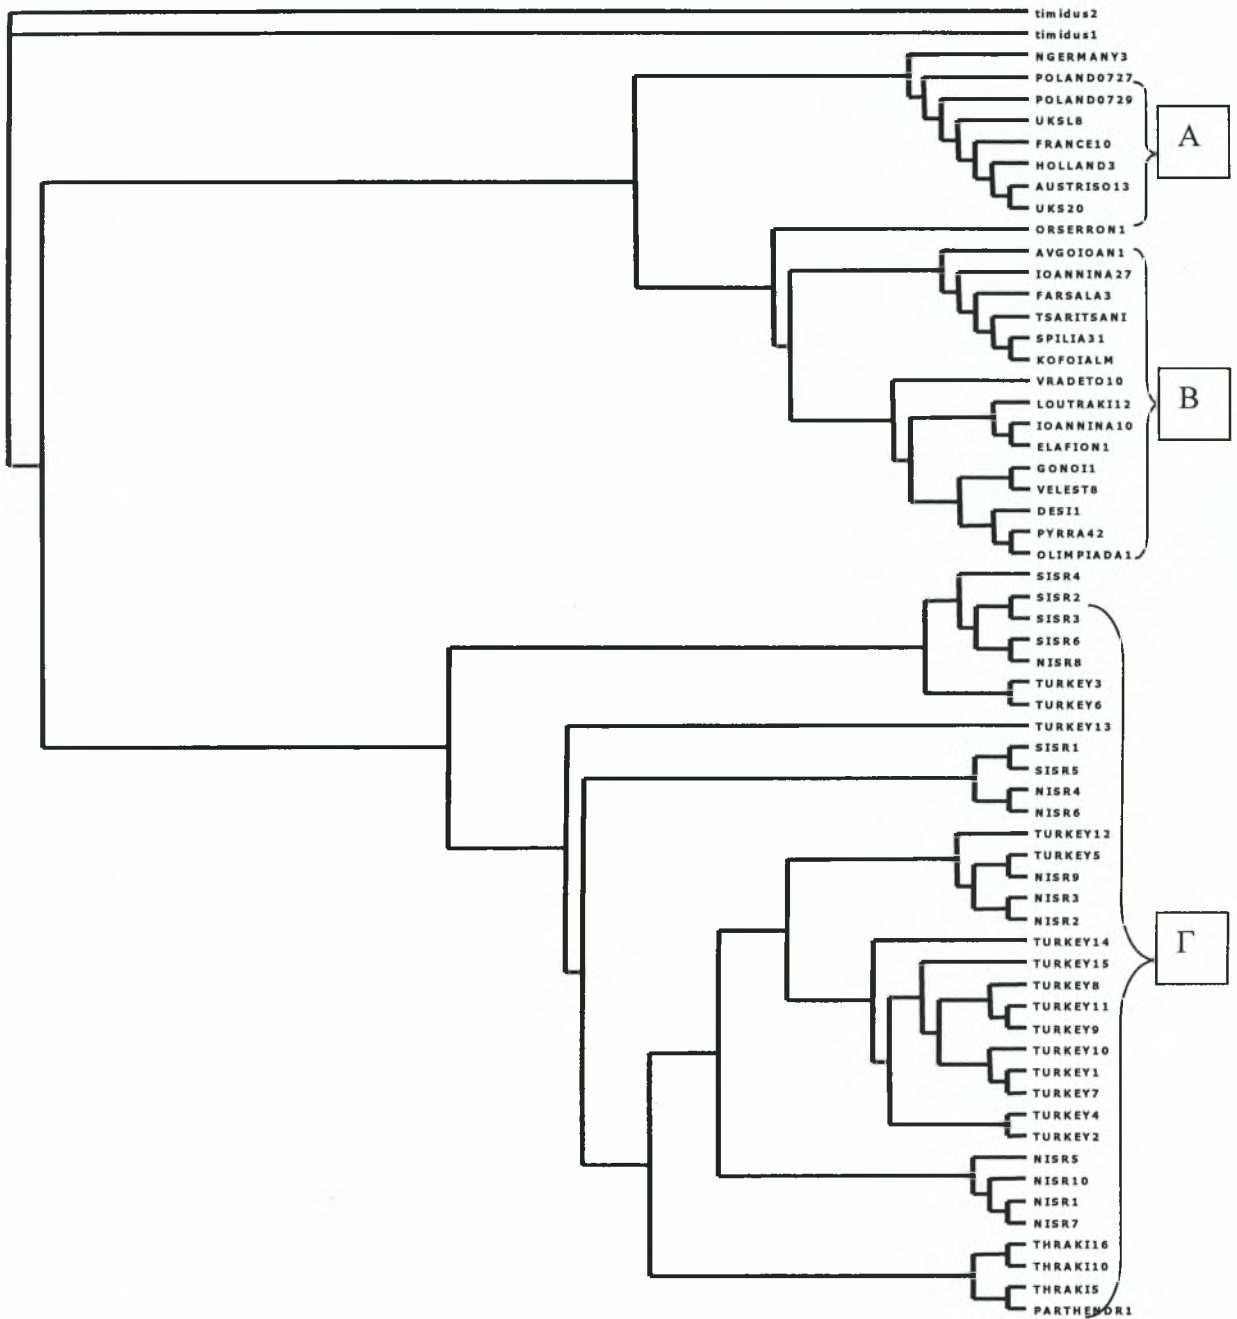 timidus2
timidus1
NGERMANY3
POLAND0727
POLAND0729
UKSL8
FRANCE10
HOLLAND3
AUSTRISO13
UKS20
ORSERRON1
AVGOIOAN1
IOANNINA27
FARSALA3
TSARITSANI
SPILIA31
KOFOIALM
VRADETO10
LOUTRAKI12
IOANNINA10
ELAFION1
GONOI1
VELEST8
DESI1
PYRRA42
OLIMPIADA1
SISR4
SISR2
SISR3
SISR6
NISR8
TURKEY3
TURKEY6
TURKEY13
SISR1
SISR5
NISR4
NISR6
TURKEY12
TURKEY5
NISR9
NISR3
NISR2
TURKEY14
TURKEY15
TURKEY8
TURKEY11
TURKEY9
TURKEY10
TURKEY1
TURKEY7
TURKEY4
TURKEY2
NISR5
NISR10
NISR1
NISR7
THRAKI16
THRAKI10
THRAKI5
PARTHENDR1
Α
Β
Γ